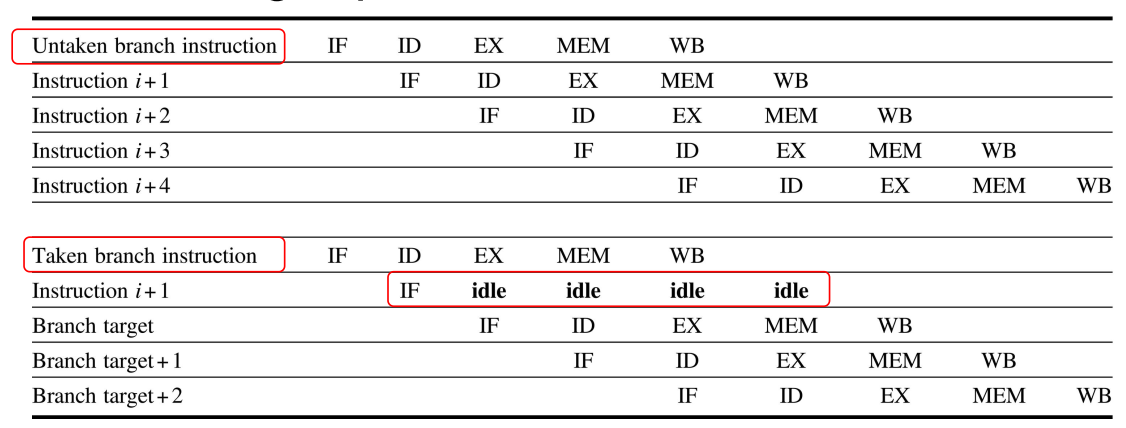 Untaken branch instruction IF ID EX MEM WB
Instruction i+1 IF ID EX MEM WB
Instruction i+2 IF ID EX MEM WB
Instruction i+3 IF ID EX MEM WB
Instruction i+4 IF ID EX MEM WB
Taken branch instruction IF ID EX MEM WB
Instruction i+1 IF idle idle idle idle
Branch target IF ID EX MEM WB
Branch target+1 IF ID EX MEM WB
Branch target+2 IF ID EX MEM WB